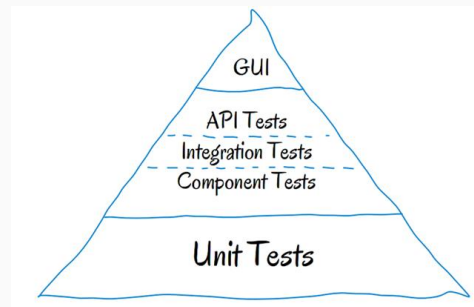 GUI
API Tests
Integration Tests
Component Tests
Unit Tests